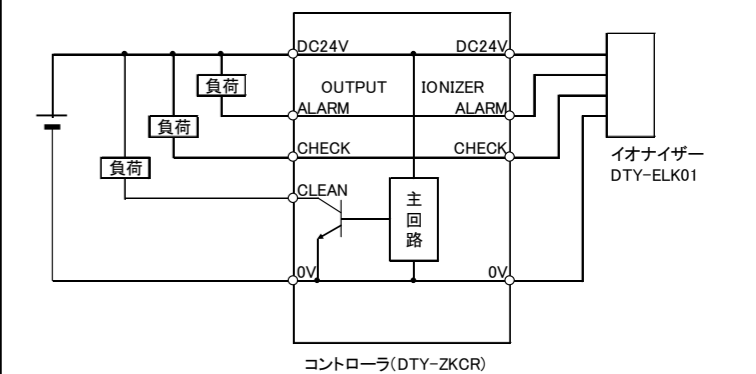 DC24V DC24V
負荷 OUTPUT IONIZER
ALARM ALARM
負荷
CHECK CHECK
負荷
CLEAN
主回路
0V 0V
イオナイザー
DTY-ELK01
コントローラ(DTY-ZKCR)